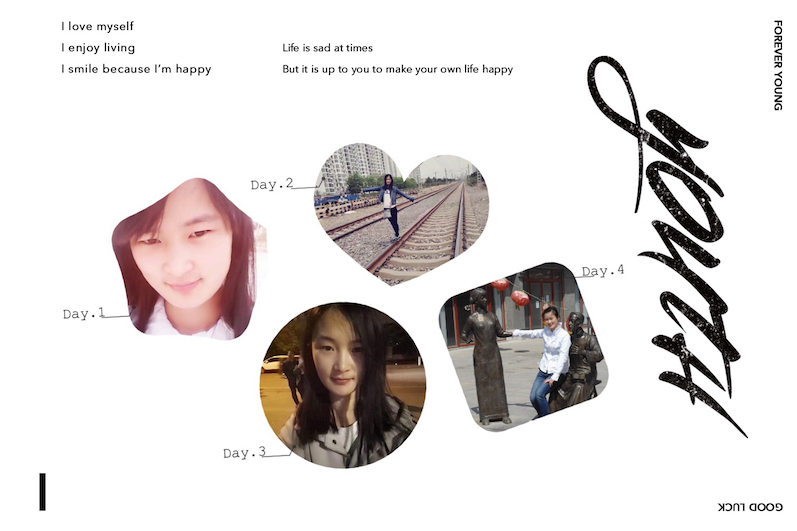 I love myself
I enjoy living
I smile because I'm happy
Life is sad at times
But it is up to you to make your own life happy
FOREVER YOUNG
youth
Day.2
Day.4
Day.1
Day.3
GOOD LUCK